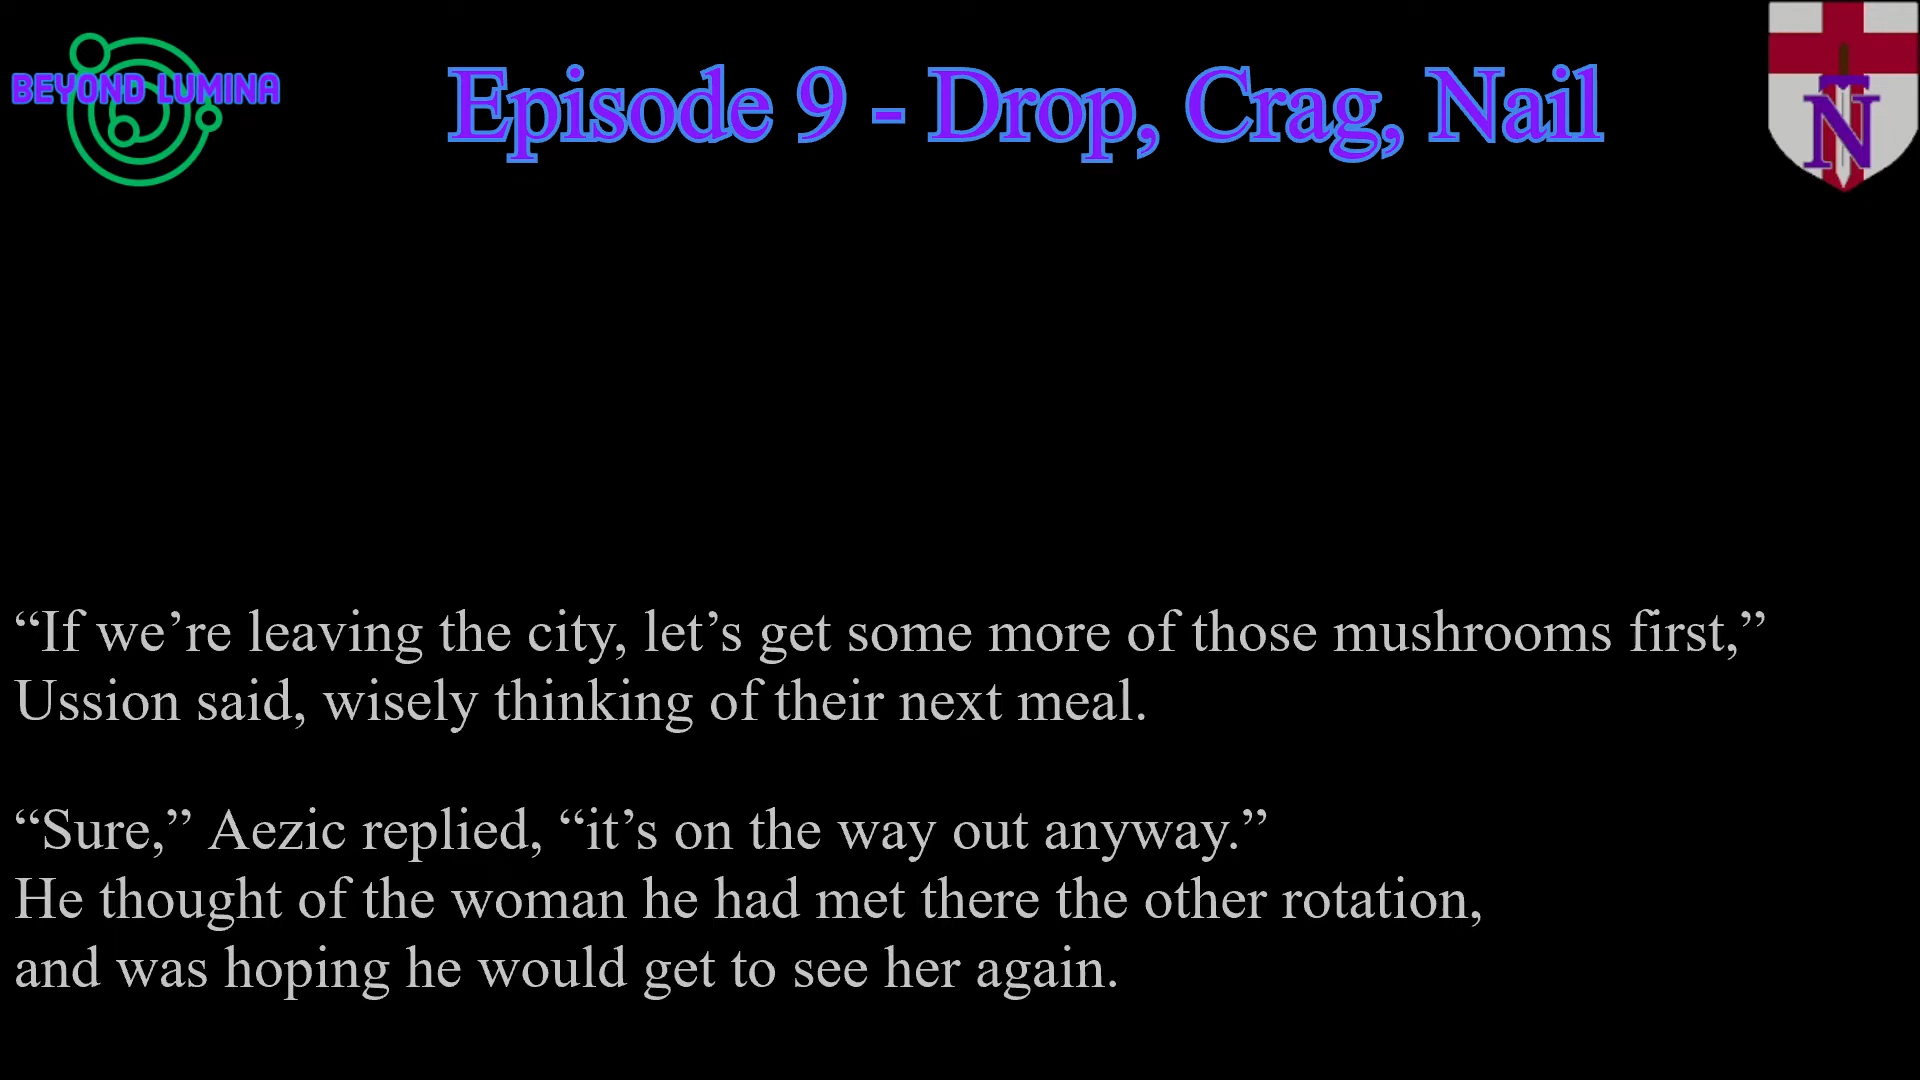 BEYOND LUMINA
Episode 9 - Drop, Crag, Nail
N
“If we’re leaving the city, let’s get some more of those mushrooms first,”
Ussion said, wisely thinking of their next meal.
“Sure,” Aezic replied, “it’s on the way out anyway.”
He thought of the woman he had met there the other rotation,
and was hoping he would get to see her again.